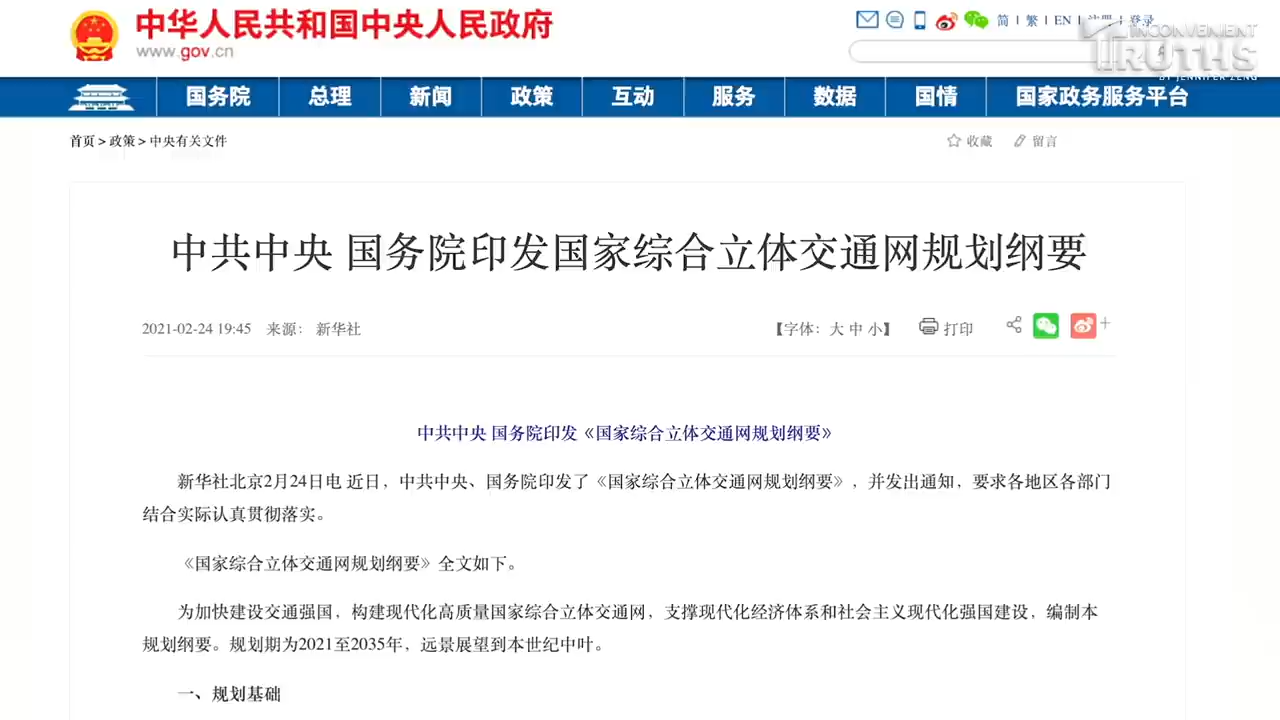 中华人民共和国中央人民政府
www.gov.cn
简 | 繁 | EN | 注册 | 登录
INCONVENIENT
TRUTHS
BY JENNIFER ZENG
国务院 总理 新闻 政策 互动 服务 数据 国情 国家政务服务平台
首页 > 政策 > 中央有关文件
收藏 留言
中共中央 国务院印发国家综合立体交通网规划纲要
2021-02-24 19:45 来源： 新华社 【字体：大 中 小】 打印
中共中央 国务院印发《国家综合立体交通网规划纲要》
新华社北京2月24日电 近日，中共中央、国务院印发了《国家综合立体交通网规划纲要》，并发出通知，要求各地区各部门
结合实际认真贯彻落实。
《国家综合立体交通网规划纲要》全文如下。
为加快建设交通强国，构建现代化高质量国家综合立体交通网，支撑现代化经济体系和社会主义现代化强国建设，编制本
规划纲要。规划期为2021至2035年，远景展望到本世纪中叶。
一、规划基础